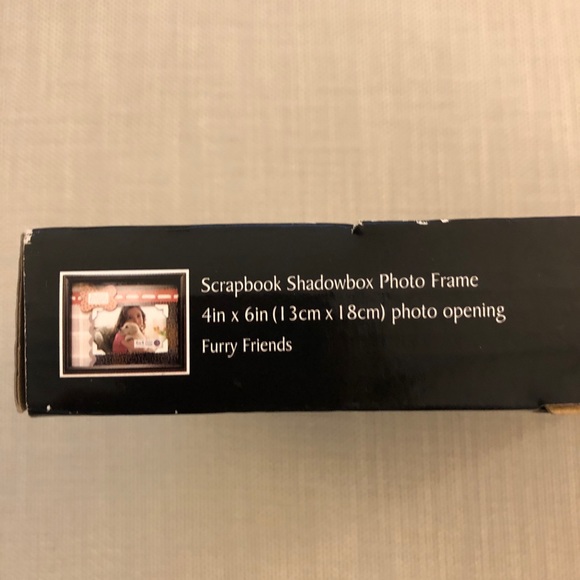 Scrapbook Shadowbox Photo Frame
4in x 6in (13cm x 18cm) photo opening
Furry Friends